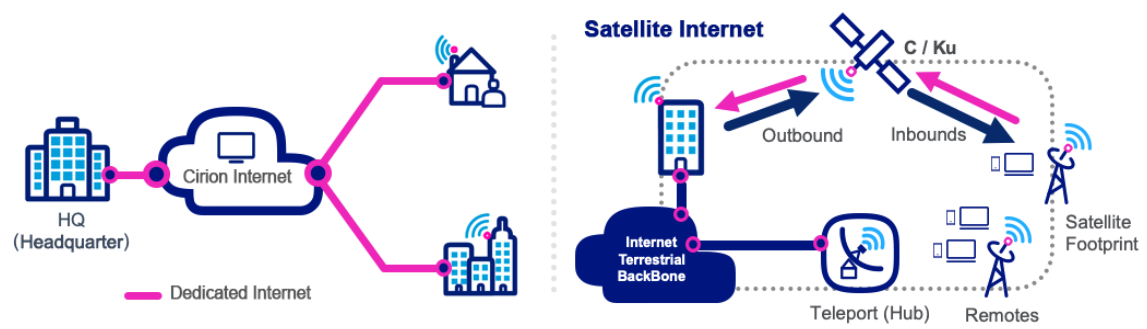 Cirion Internet
HQ
(Headquarter)
Dedicated Internet
Satellite Internet
C / Ku
Outbound
Inbounds
Internet
Terrestrial
BackBone
Satellite
Footprint
Teleport (Hub)
Remotes